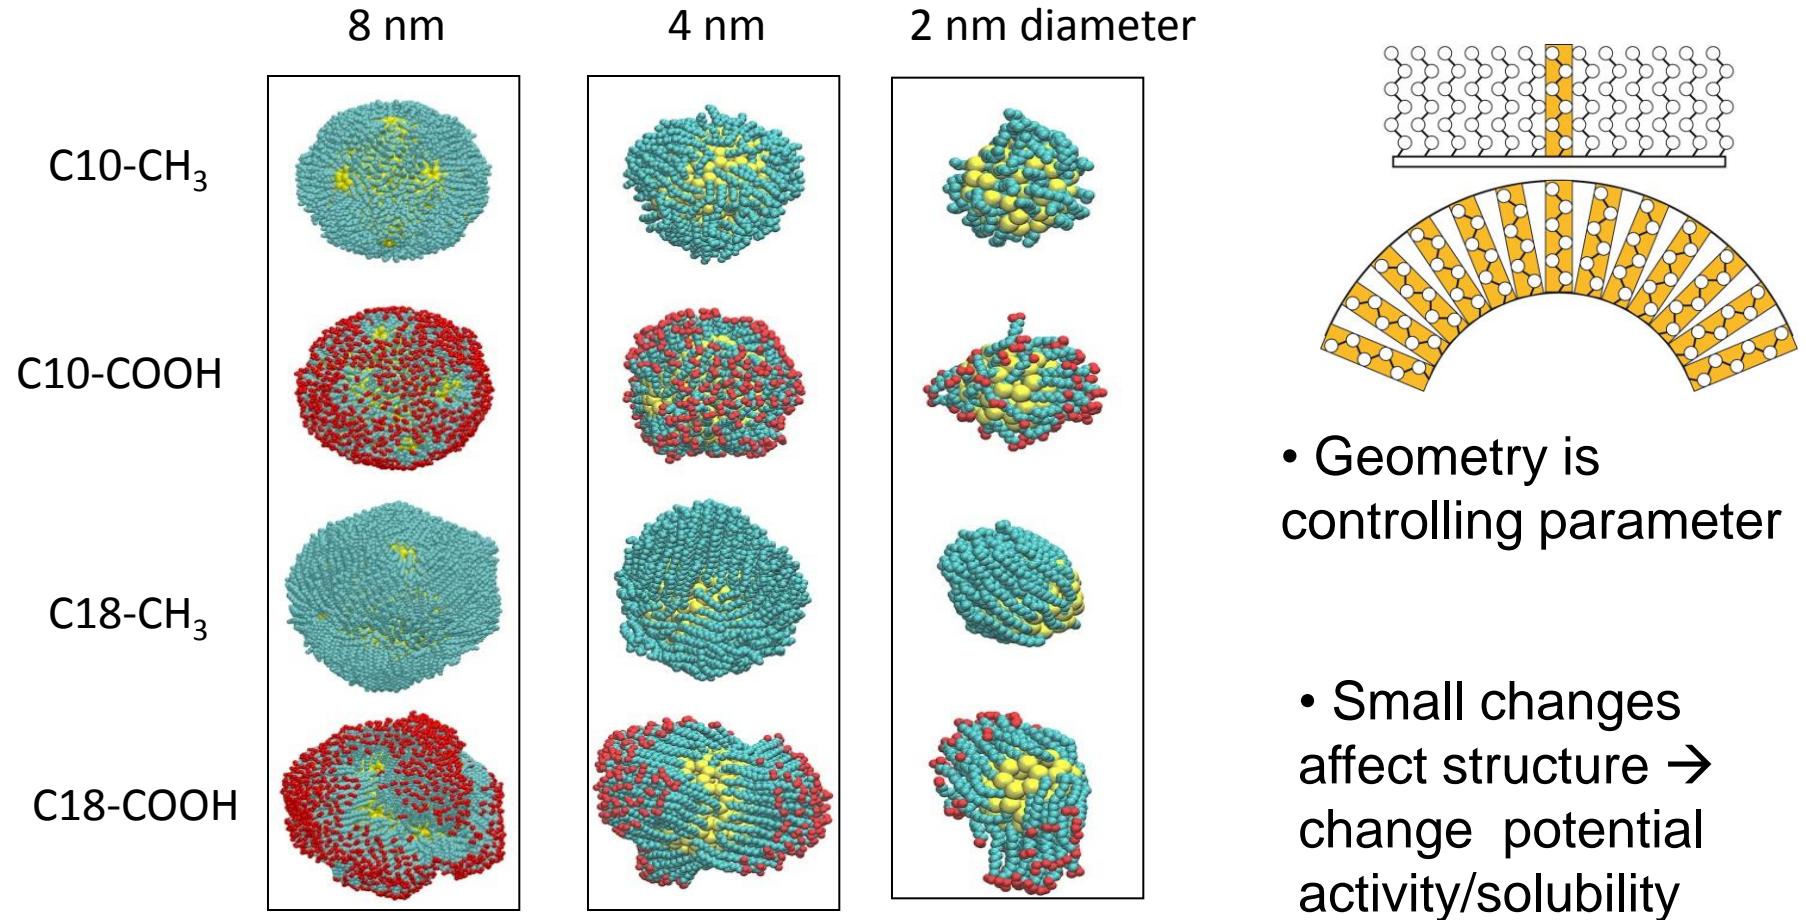 8 nm
4 nm
2 nm diameter
C10-CH₃
C10-COOH
C18-CH₃
C18-COOH
• Geometry is
controlling parameter
• Small changes
affect structure →
change potential
activity/solubility